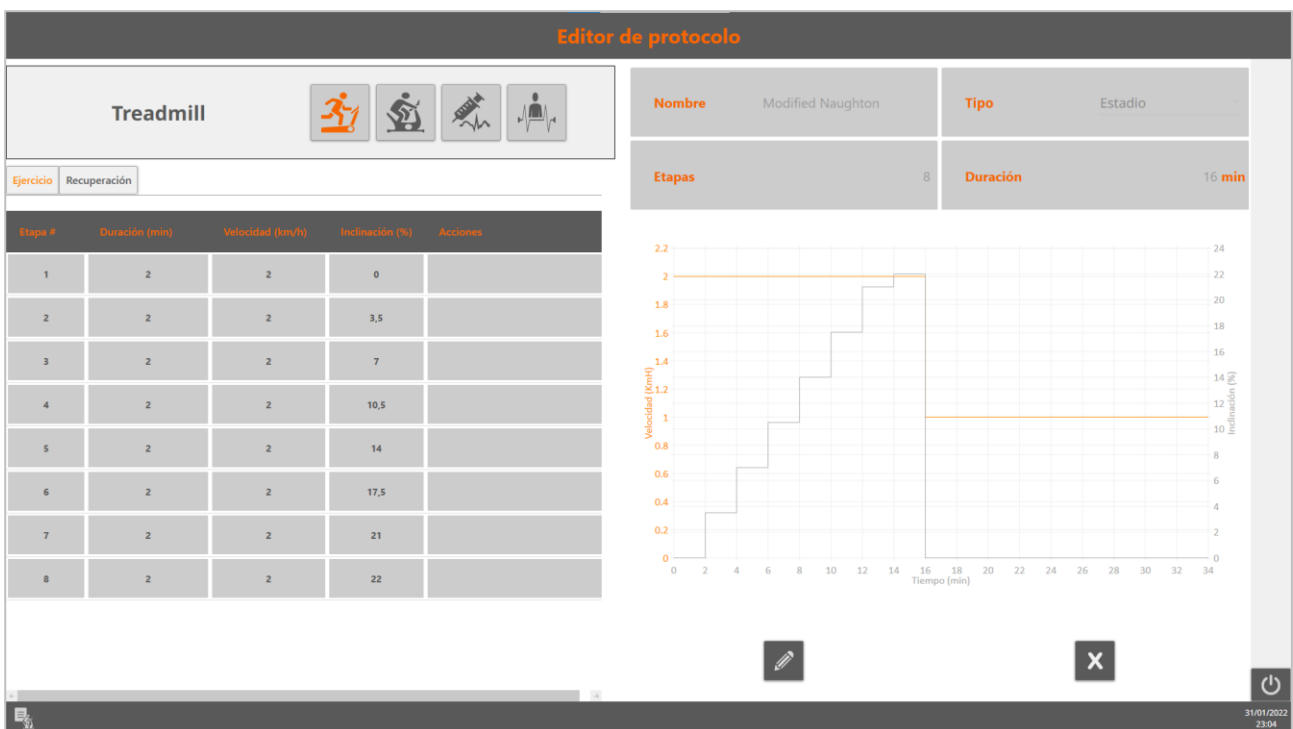 Editor de protocolo
Treadmill
Nombre Modified Naughton
Tipo Estadio
Etapas 8
Duración 16 min
Ejercicio Recuperación
Etapa # Duración (min) Velocidad (km/h) Inclinación (%) Acciones
1 2 2 0
2 2 2 3,5
3 2 2 7
4 2 2 10,5
5 2 2 14
6 2 2 17,5
7 2 2 21
8 2 2 22
2.2
2
1.8
1.6
1.4
1.2
1
0.8
0.6
0.4
0.2
0
Velocidad (KmH)
24
22
20
18
16
14
12
10
8
6
4
2
0
Inclinación (%)
0 2 4 6 8 10 12 14 16 18 20 22 24 26 28 30 32 34
Tiempo (min)
31/01/2022
23:04